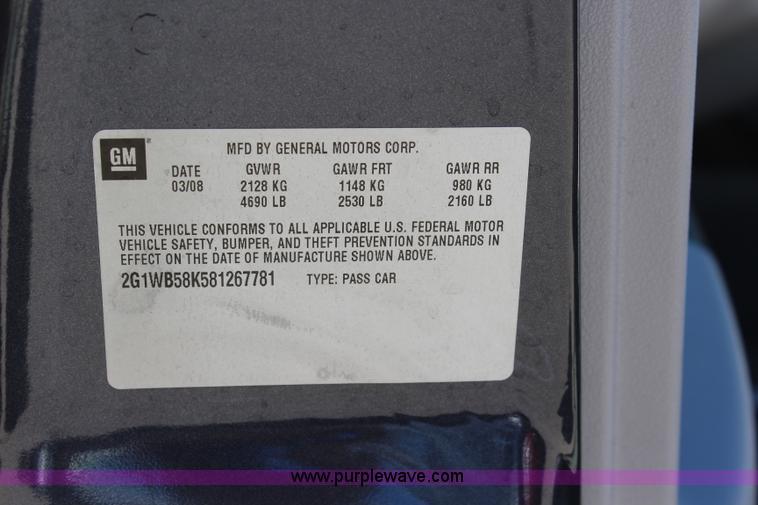 GM
MFD BY GENERAL MOTORS CORP.
DATE GVWR GAWR FRT GAWR RR
03/08 2128 KG 1148 KG 980 KG
4690 LB 2530 LB 2160 LB
THIS VEHICLE CONFORMS TO ALL APPLICABLE U.S. FEDERAL MOTOR
VEHICLE SAFETY, BUMPER, AND THEFT PREVENTION STANDARDS IN
EFFECT ON THE DATE OF MANUFACTURE SHOWN ABOVE.
2G1WB58K581267781 TYPE: PASS CAR
www.purplewave.com